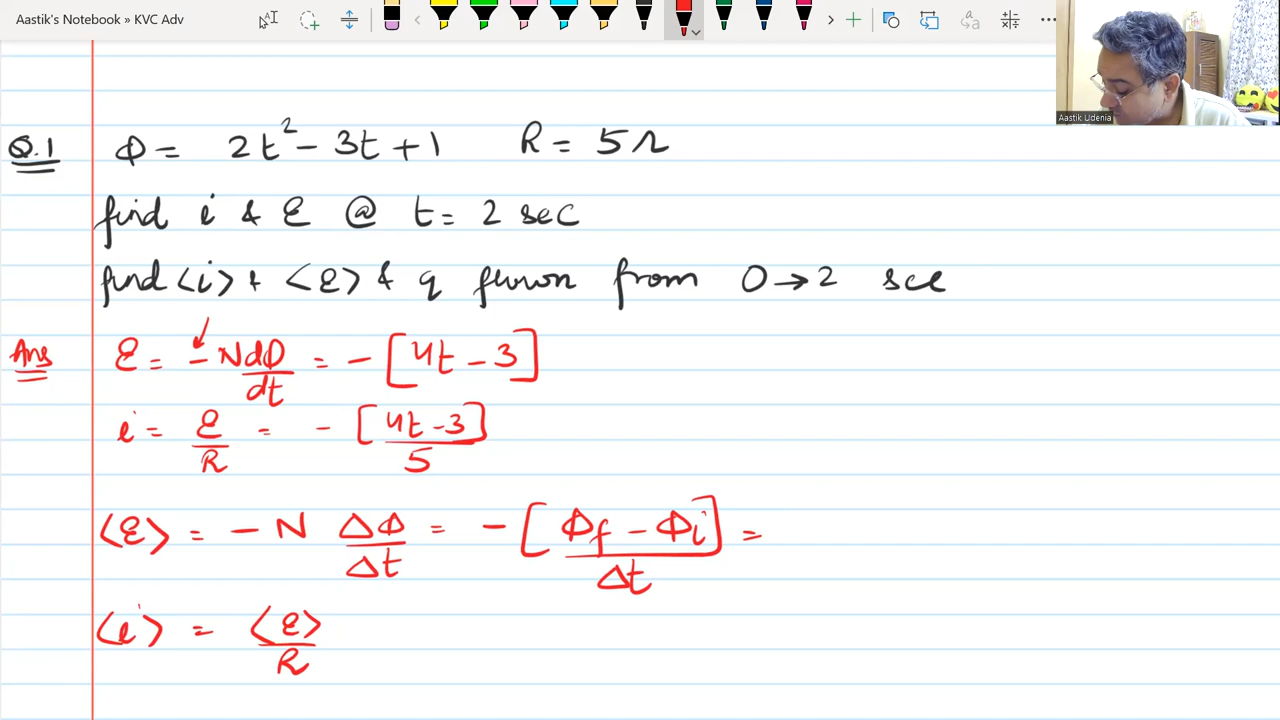 Aastik's Notebook » KVC Adv
Aastik Udenia
Q.1 Φ = 2t² - 3t + 1 R = 5Ω
find i & ε @ t = 2 sec
find <i> & <ε> & q flown from 0→2 sec
Ans ε = -N dΦ/dt = -[4t - 3]
i = ε/R = -[4t - 3]/5
<ε> = -N ΔΦ/Δt = -[Φf - Φi]/Δt =
<i> = <ε>/R